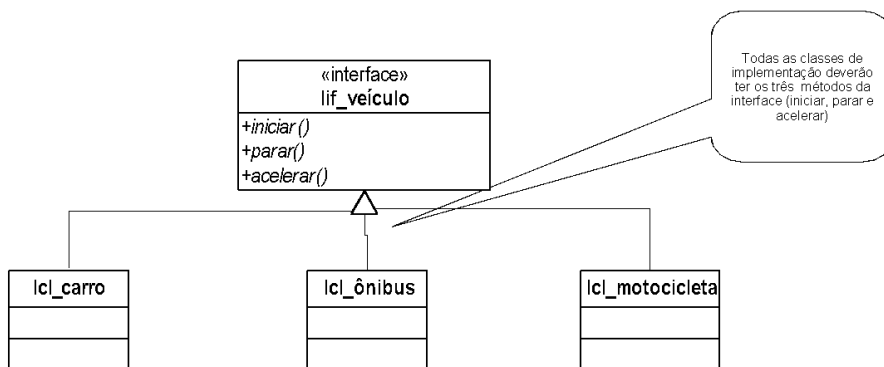 «interface»
lif_veículo
+iniciar()
+parar()
+acelerar()
Todas as classes de
implementação deverão
ter os três métodos da
interface (iniciar, parar e
acelerar)
lcl_carro
lcl_ônibus
lcl_motocicleta